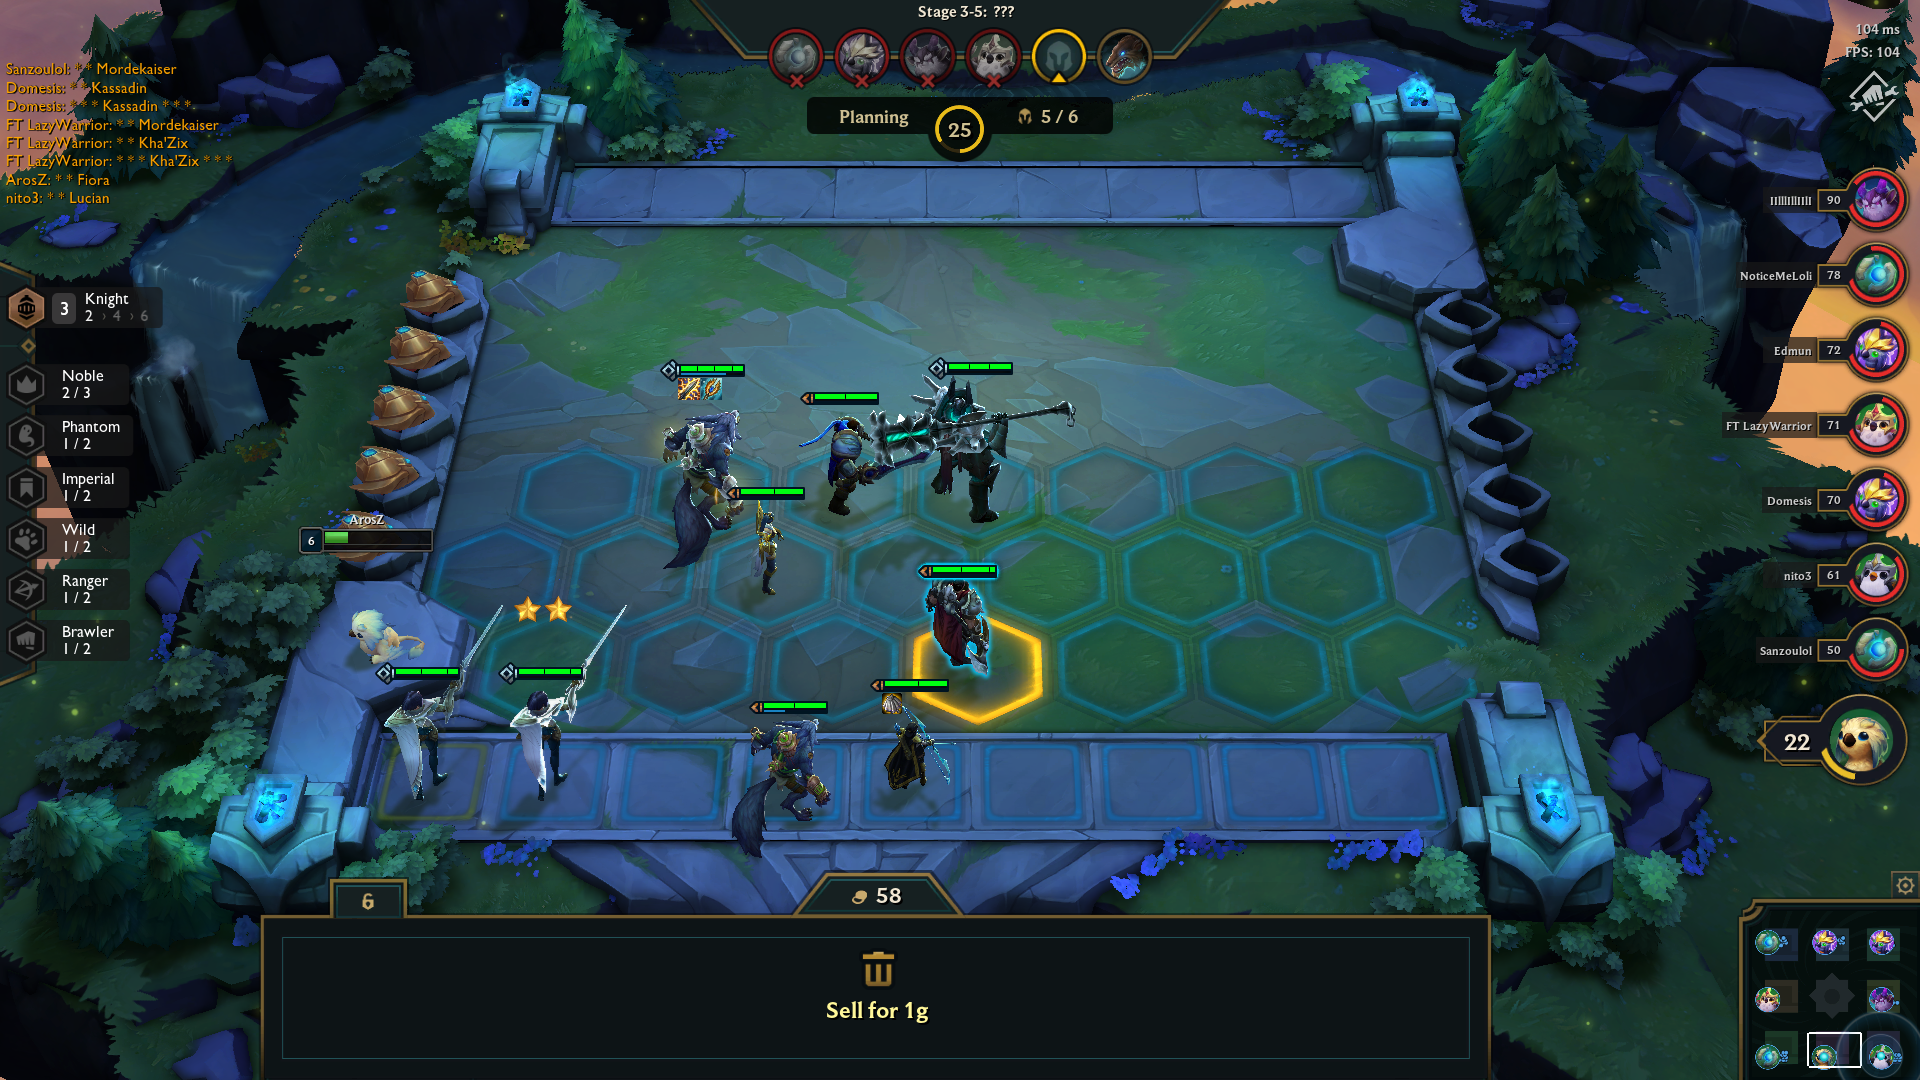 Stage 3-5: ???
104 ms
FPS: 104
Sanzoulol: * * Mordekaiser
Domesis: * * Kassadin
Domesis: * * * Kassadin * * *
FT LazyWarrior: * * Mordekaiser
FT LazyWarrior: * * Kha'Zix
FT LazyWarrior: * * * Kha'Zix * * *
ArosZ: * * Fiora
nito3: * * Lucian
Planning
25
5 / 6
90
NoticeMeLoli 78
Edmun 72
FT LazyWarrior 71
Domesis 70
nito3 61
Sanzoulol 50
22
3 Knight
2 › 4 › 6
Noble
2 / 3
Phantom
1 / 2
Imperial
1 / 2
Wild
1 / 2
Ranger
1 / 2
Brawler
1 / 2
ArosZ
6
6
58
Sell for 1g